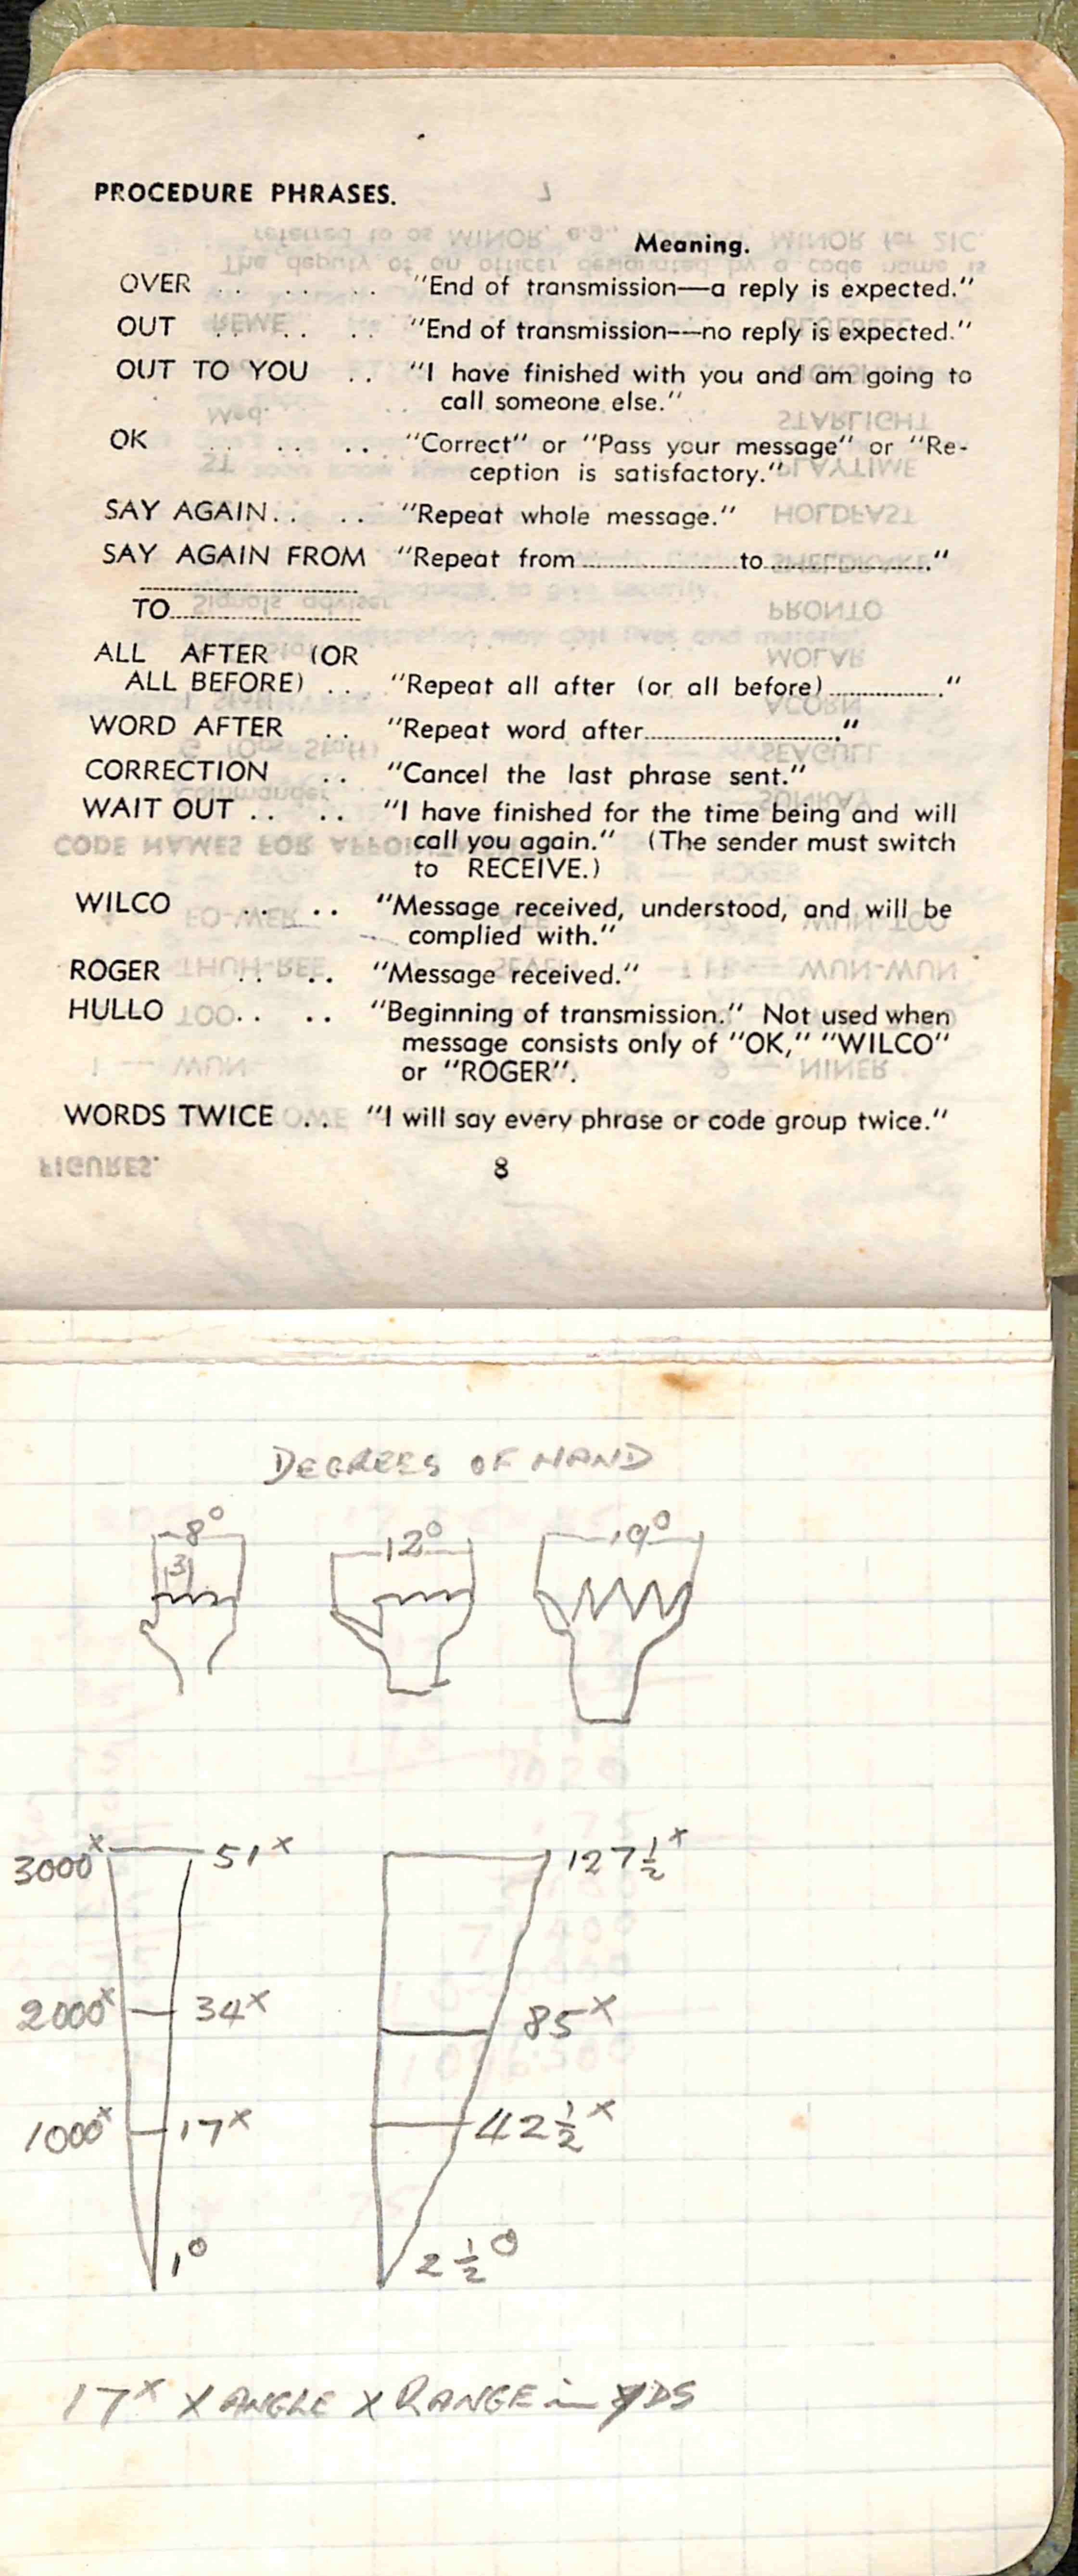 PROCEDURE PHRASES.
Meaning.
OVER .. .. .. "End of transmission—a reply is expected."
OUT .. .. .. "End of transmission—no reply is expected."
OUT TO YOU .. "I have finished with you and am going to
call someone else."
OK .. .. .. "Correct" or "Pass your message" or "Re-
ception is satisfactory."
SAY AGAIN.. .. "Repeat whole message."
SAY AGAIN FROM "Repeat from..............to.............."
..............
TO..............
ALL AFTER (OR
ALL BEFORE) .. "Repeat all after (or all before).............."
WORD AFTER .. "Repeat word after.............."
CORRECTION .. "Cancel the last phrase sent."
WAIT OUT .. .. "I have finished for the time being and will
call you again." (The sender must switch
to RECEIVE.)
WILCO .. .. "Message received, understood, and will be
complied with."
ROGER .. .. "Message received."
HULLO .. .. "Beginning of transmission." Not used when
message consists only of "OK," "WILCO"
or "ROGER".
WORDS TWICE .. "I will say every phrase or code group twice."
8
DEGREES OF HAND
8° 12° 19°
3
3000ˣ 51ˣ 127½ˣ
2000ˣ 34ˣ 85ˣ
1000ˣ 17ˣ 42½ˣ
1° 2½°
17ˣ X ANGLE X RANGE in YDS